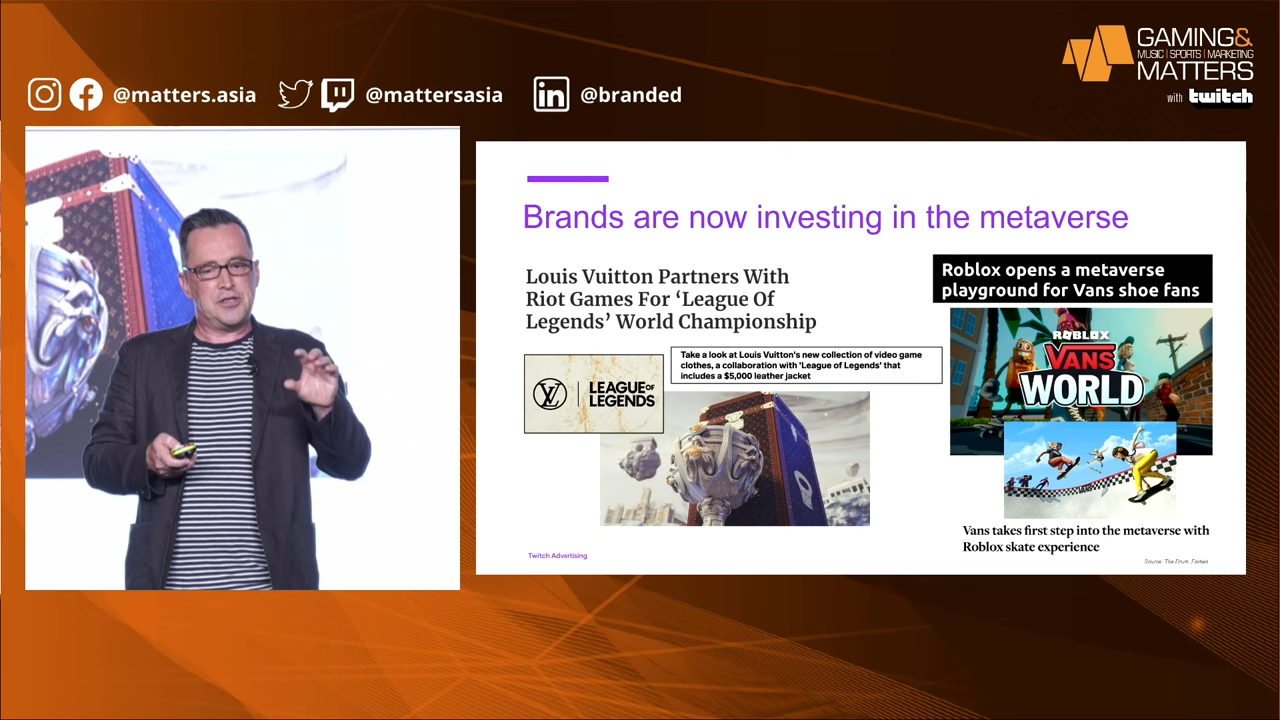 GAMING&
MUSIC | SPORTS | MARKETING
MATTERS
with twitch
@matters.asia @mattersasia in @branded
Brands are now investing in the metaverse
Louis Vuitton Partners With
Riot Games For ‘League Of
Legends’ World Championship
Take a look at Louis Vuitton's new collection of video game
clothes, a collaboration with 'League of Legends' that
includes a $5,000 leather jacket
LV
LEAGUE OF
LEGENDS
Roblox opens a metaverse
playground for Vans shoe fans
ROBLOX
VANS
WORLD
VANS
Vans takes first step into the metaverse with
Roblox skate experience
Twitch Advertising
Source: The Drum, Forbes